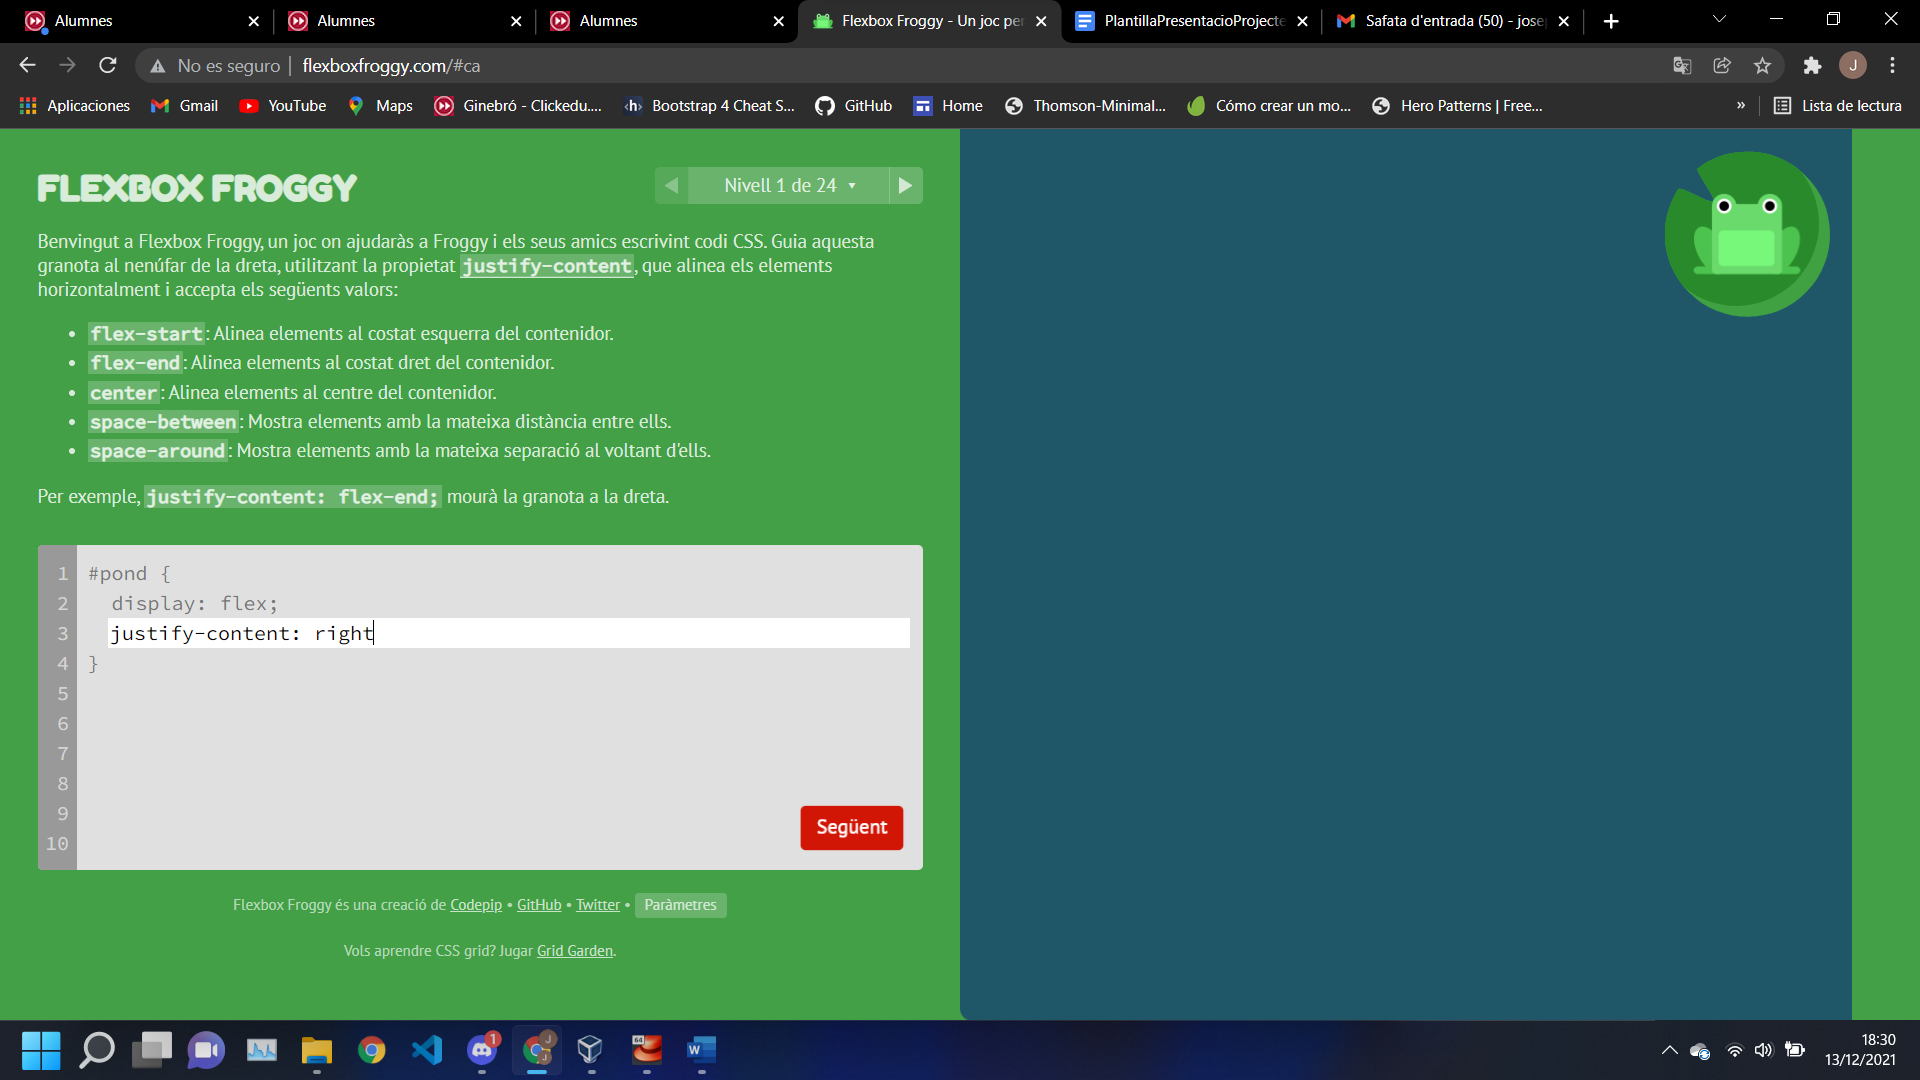 Alumnes
Alumnes
Alumnes
Flexbox Froggy - Un joc per
PlantillaPresentacioProjecte
Safata d'entrada (50) - josep
No es seguro
flexboxfroggy.com/#ca
J
Aplicaciones
Gmail
YouTube
Maps
Ginebró - Clickedu....
Bootstrap 4 Cheat S...
GitHub
Home
Thomson-Minimal...
Cómo crear un mo...
Hero Patterns | Free...
»
Lista de lectura
FLEXBOX FROGGY
Nivell 1 de 24
Benvingut a Flexbox Froggy, un joc on ajudaràs a Froggy i els seus amics escrivint codi CSS. Guia aquesta
granota al nenúfar de la dreta, utilitzant la propietat justify-content, que alinea els elements
horizontalment i accepta els següents valors:
• flex-start: Alinea elements al costat esquerra del contenidor.
• flex-end: Alinea elements al costat dret del contenidor.
• center: Alinea elements al centre del contenidor.
• space-between: Mostra elements amb la mateixa distància entre ells.
• space-around: Mostra elements amb la mateixa separació al voltant d'ells.
Per exemple, justify-content: flex-end; mourà la granota a la dreta.
1 #pond {
2 display: flex;
3 justify-content: right
4 }
5
6
7
8
9
10
Següent
Flexbox Froggy és una creació de Codepip • GitHub • Twitter • Paràmetres
Vols aprendre CSS grid? Jugar Grid Garden.
1
J
J
64
W
18:30
13/12/2021